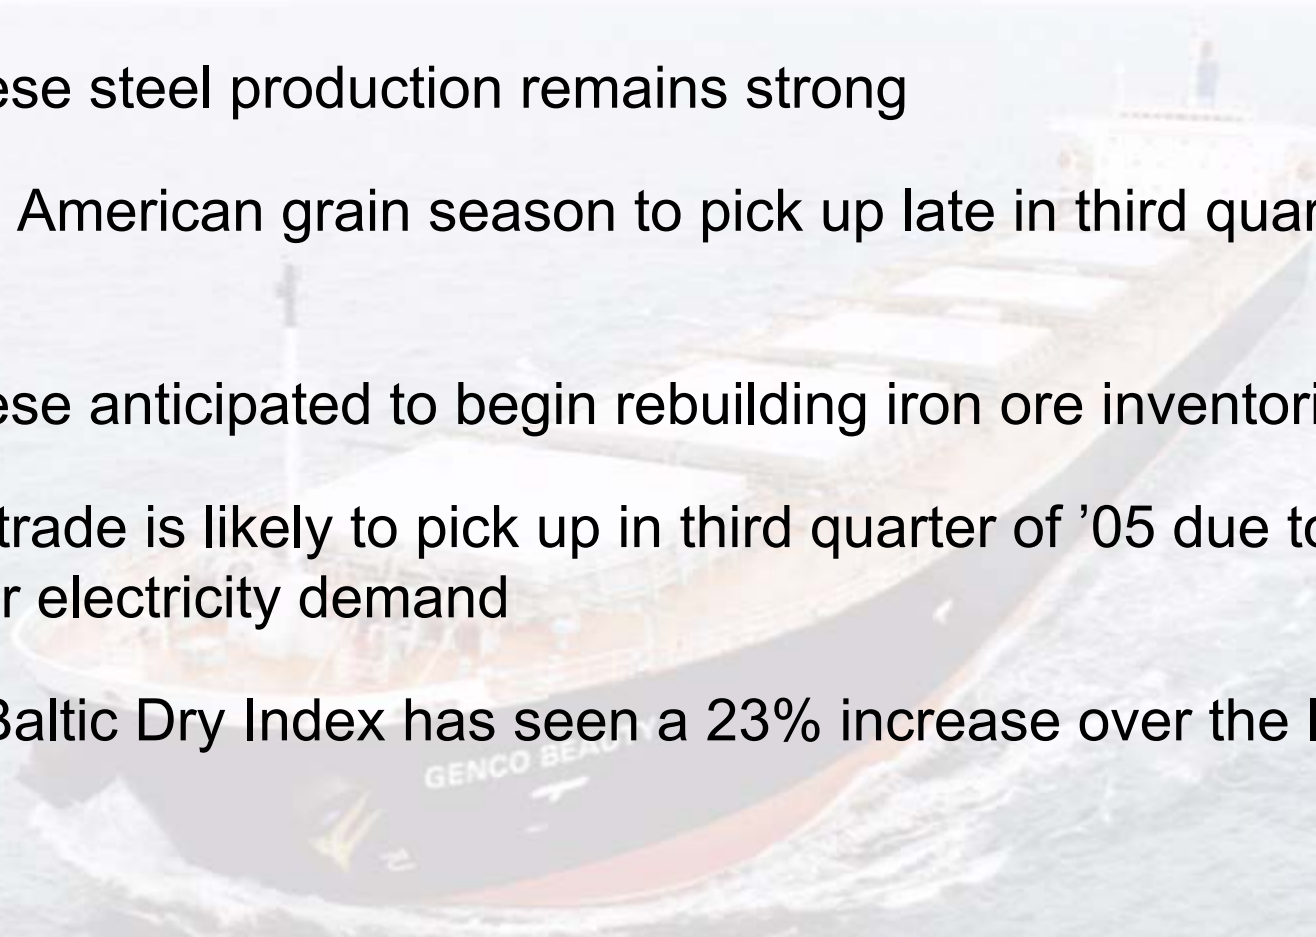 ese steel production remains strong
American grain season to pick up late in third quar
ese anticipated to begin rebuilding iron ore inventori
trade is likely to pick up in third quarter of ’05 due to
r electricity demand
Baltic Dry Index has seen a 23% increase over the
GENCO BEAUTY